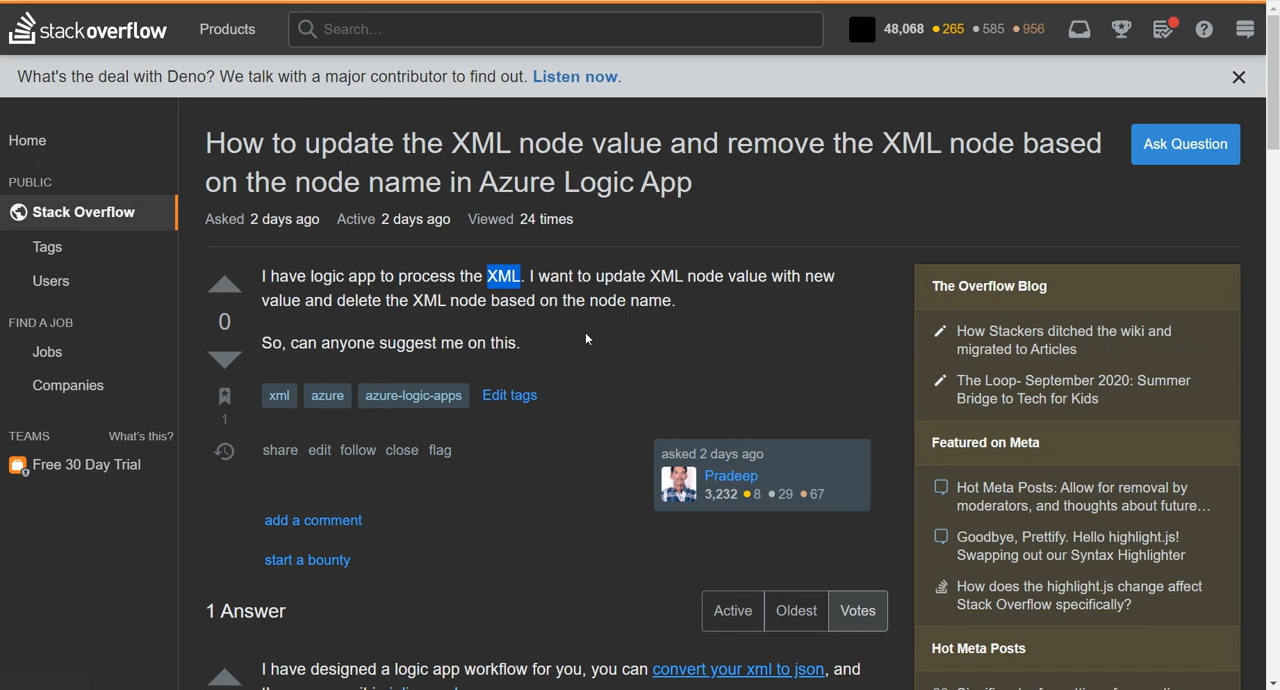 stackoverflow Products Search... 48,068 265 585 956
What's the deal with Deno? We talk with a major contributor to find out. Listen now.
Home
PUBLIC
Stack Overflow
Tags
Users
FIND A JOB
Jobs
Companies
TEAMS What's this?
Free 30 Day Trial
How to update the XML node value and remove the XML node based
on the node name in Azure Logic App
Ask Question
Asked 2 days ago Active 2 days ago Viewed 24 times
I have logic app to process the XML. I want to update XML node value with new
value and delete the XML node based on the node name.
0
So, can anyone suggest me on this.
xml azure azure-logic-apps Edit tags
1
share edit follow close flag
asked 2 days ago
Pradeep
3,232 8 29 67
add a comment
start a bounty
1 Answer
Active Oldest Votes
I have designed a logic app workflow for you, you can convert your xml to json, and
The Overflow Blog
How Stackers ditched the wiki and
migrated to Articles
The Loop- September 2020: Summer
Bridge to Tech for Kids
Featured on Meta
Hot Meta Posts: Allow for removal by
moderators, and thoughts about future...
Goodbye, Prettify. Hello highlight.js!
Swapping out our Syntax Highlighter
How does the highlight.js change affect
Stack Overflow specifically?
Hot Meta Posts